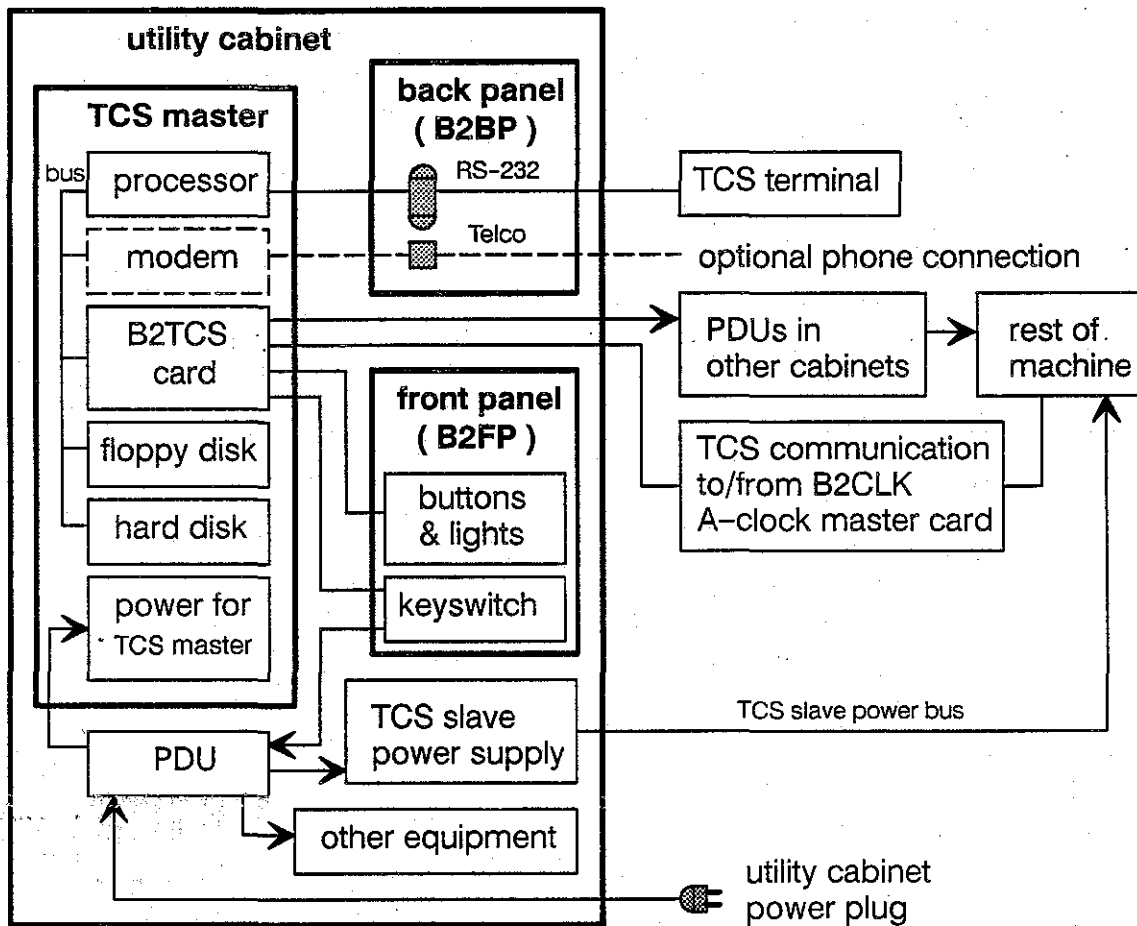 utility cabinet
TCS master
bus
processor
modem
B2TCS
card
floppy disk
hard disk
power for
TCS master
back panel
( B2BP )
RS-232
Telco
front panel
( B2FP )
buttons
& lights
keyswitch
PDU
TCS slave
power supply
other equipment
TCS terminal
optional phone connection
PDUs in
other cabinets
rest of
machine
TCS communication
to/from B2CLK
A-clock master card
TCS slave power bus
utility cabinet
power plug